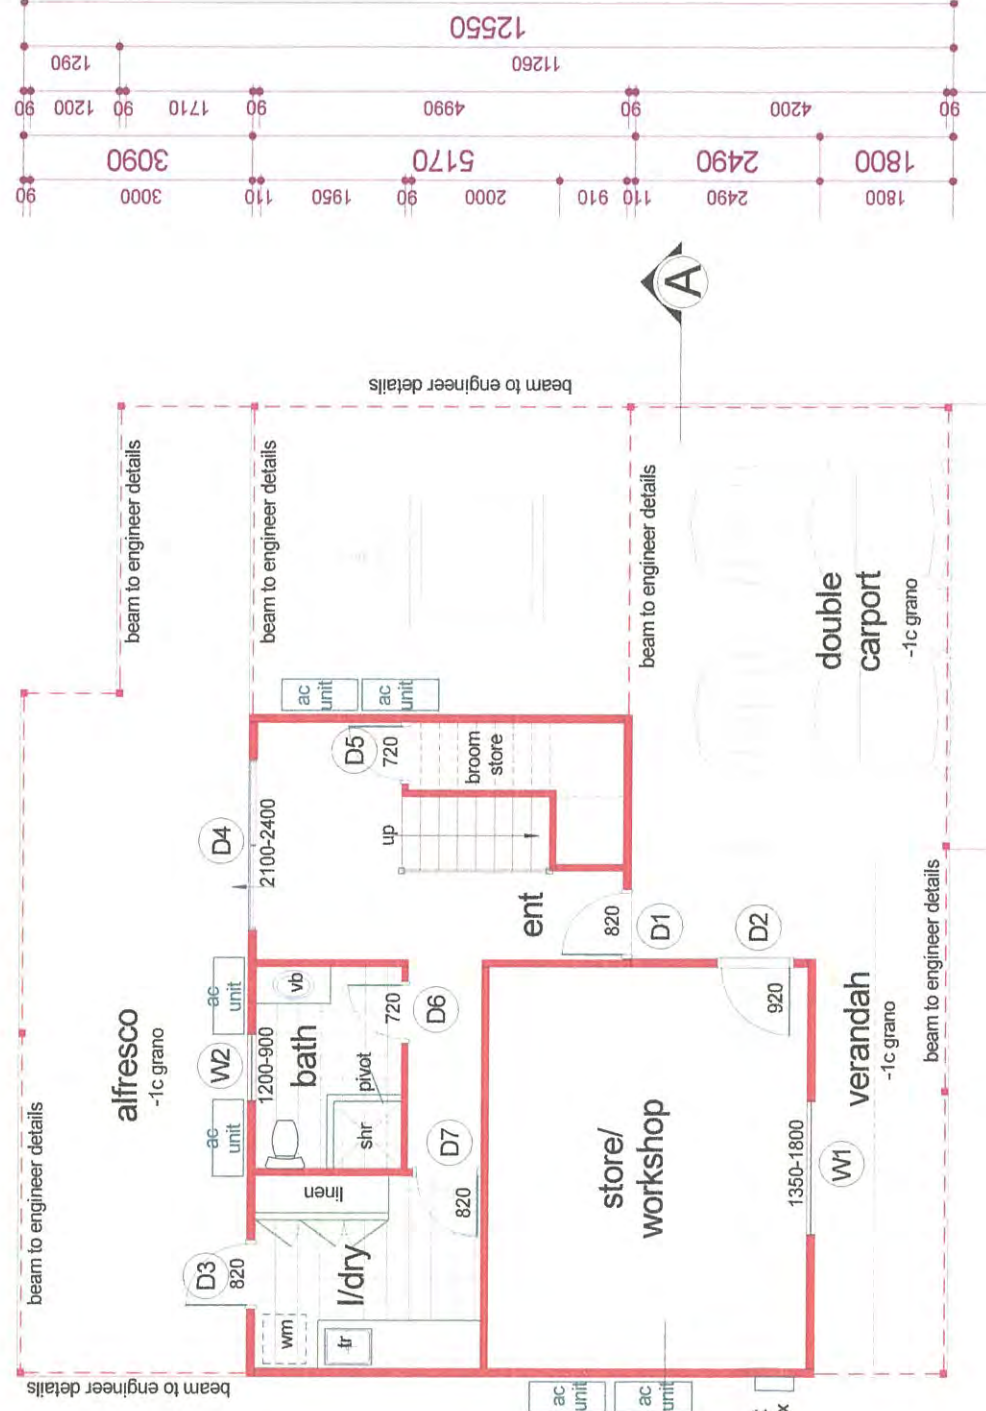 12550
1290
11260
90
1200
90
1710
90
4990
90
4200
90
3090
5170
2490
1800
90
3000
110
1950
90
2000
910
110
2490
1800
A
beam to engineer details
beam to engineer details
beam to engineer details
beam to engineer details
double
carport
-1c grano
ac
unit
ac
unit
D5
720
broom
store
up
D4
2100-2400
ent
820
D1
D2
920
alfresco
-1c grano
ac
unit
W2
1200-900
ac
unit
vb
bath
720
D6
pivot
shr
D7
820
linen
D3
820
l/dry
wm
tr
store/
workshop
1350-1800
W1
verandah
-1c grano
beam to engineer details
beam to engineer details
beam to engineer details
ac
unit
ac
unit